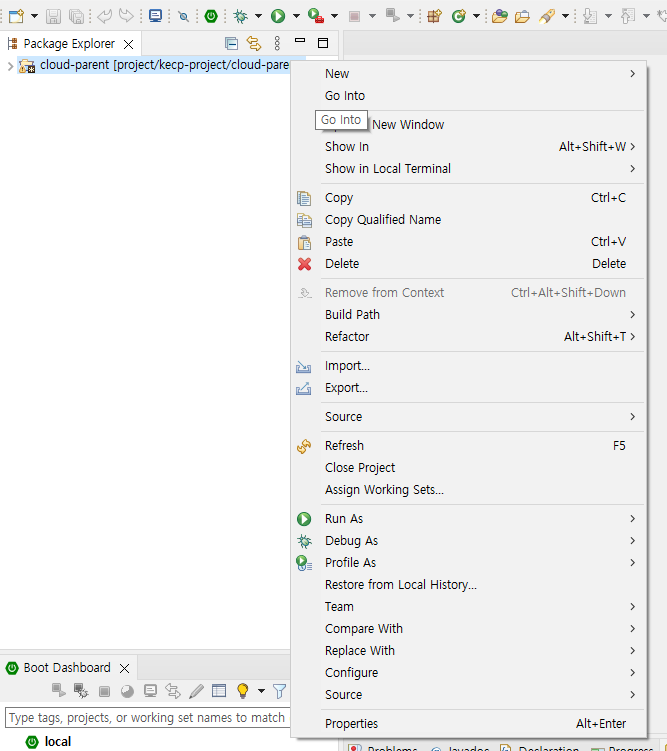 Package Explorer
cloud-parent [project/kecp-project/cloud-pare
New
Go Into
Go Into
New Window
Show In Alt+Shift+W
Show in Local Terminal
Copy Ctrl+C
Copy Qualified Name
Paste Ctrl+V
Delete Delete
Remove from Context Ctrl+Alt+Shift+Down
Build Path
Refactor Alt+Shift+T
Import...
Export...
Source
Refresh F5
Close Project
Assign Working Sets...
Run As
Debug As
Profile As
Restore from Local History...
Team
Compare With
Replace With
Configure
Source
Properties Alt+Enter
Boot Dashboard
Type tags, projects, or working set names to match
local
Problems Javadoc Declaration Progress